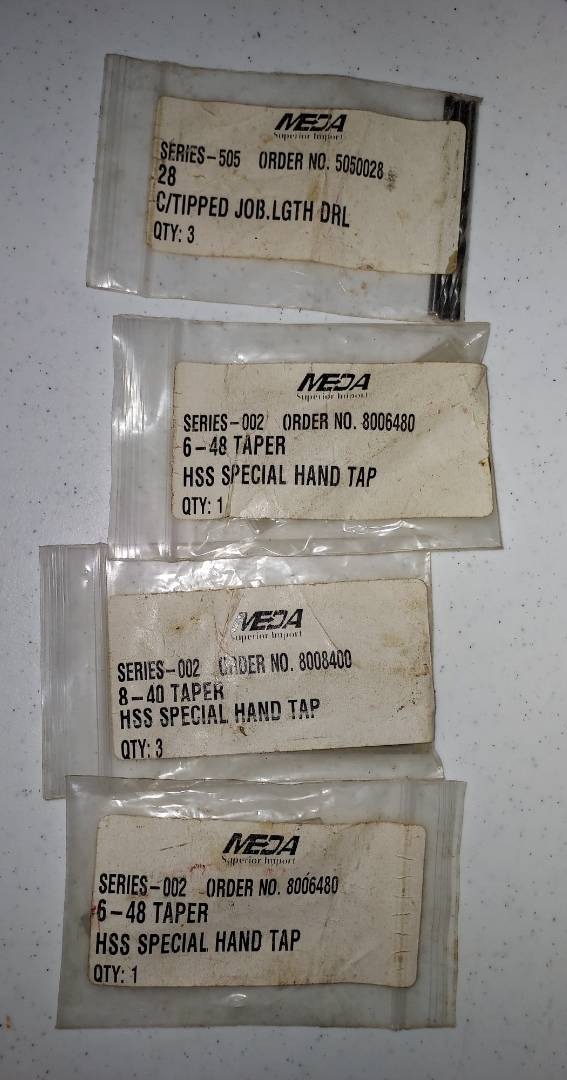 MEDA
Superior Import
SERIES-505 ORDER NO. 5050028
28
C/TIPPED JOB.LGTH DRL
QTY: 3
MEDA
Superior Import
SERIES-002 ORDER NO. 8006480
6-48 TAPER
HSS SPECIAL HAND TAP
QTY: 1
MEDA
Superior Import
SERIES-002 ORDER NO. 8008400
8-40 TAPER
HSS SPECIAL HAND TAP
QTY: 3
MEDA
Superior Import
SERIES-002 ORDER NO. 8006480
6-48 TAPER
HSS SPECIAL HAND TAP
QTY: 1